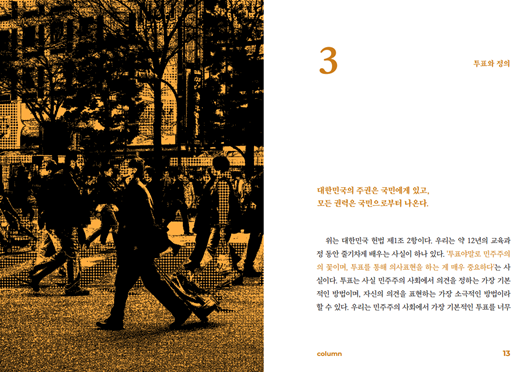 3
투표와 정의
대한민국의 주권은 국민에게 있고,
모든 권력은 국민으로부터 나온다.
위는 대한민국 헌법 제1조 2항이다. 우리는 약 12년의 교육과
정 동안 줄기차게 배우는 사실이 하나 있다. '투표야말로 민주주의
의 꽃이며, 투표를 통해 의사표현을 하는 게 매우 중요하다'는 사
실이다. 투표는 사실 민주주의 사회에서 의견을 정하는 가장 기본
적인 방법이며, 자신의 의견을 표현하는 가장 소극적인 방법이라
할 수 있다. 우리는 민주주의 사회에서 가장 기본적인 투표를 너무
column
13